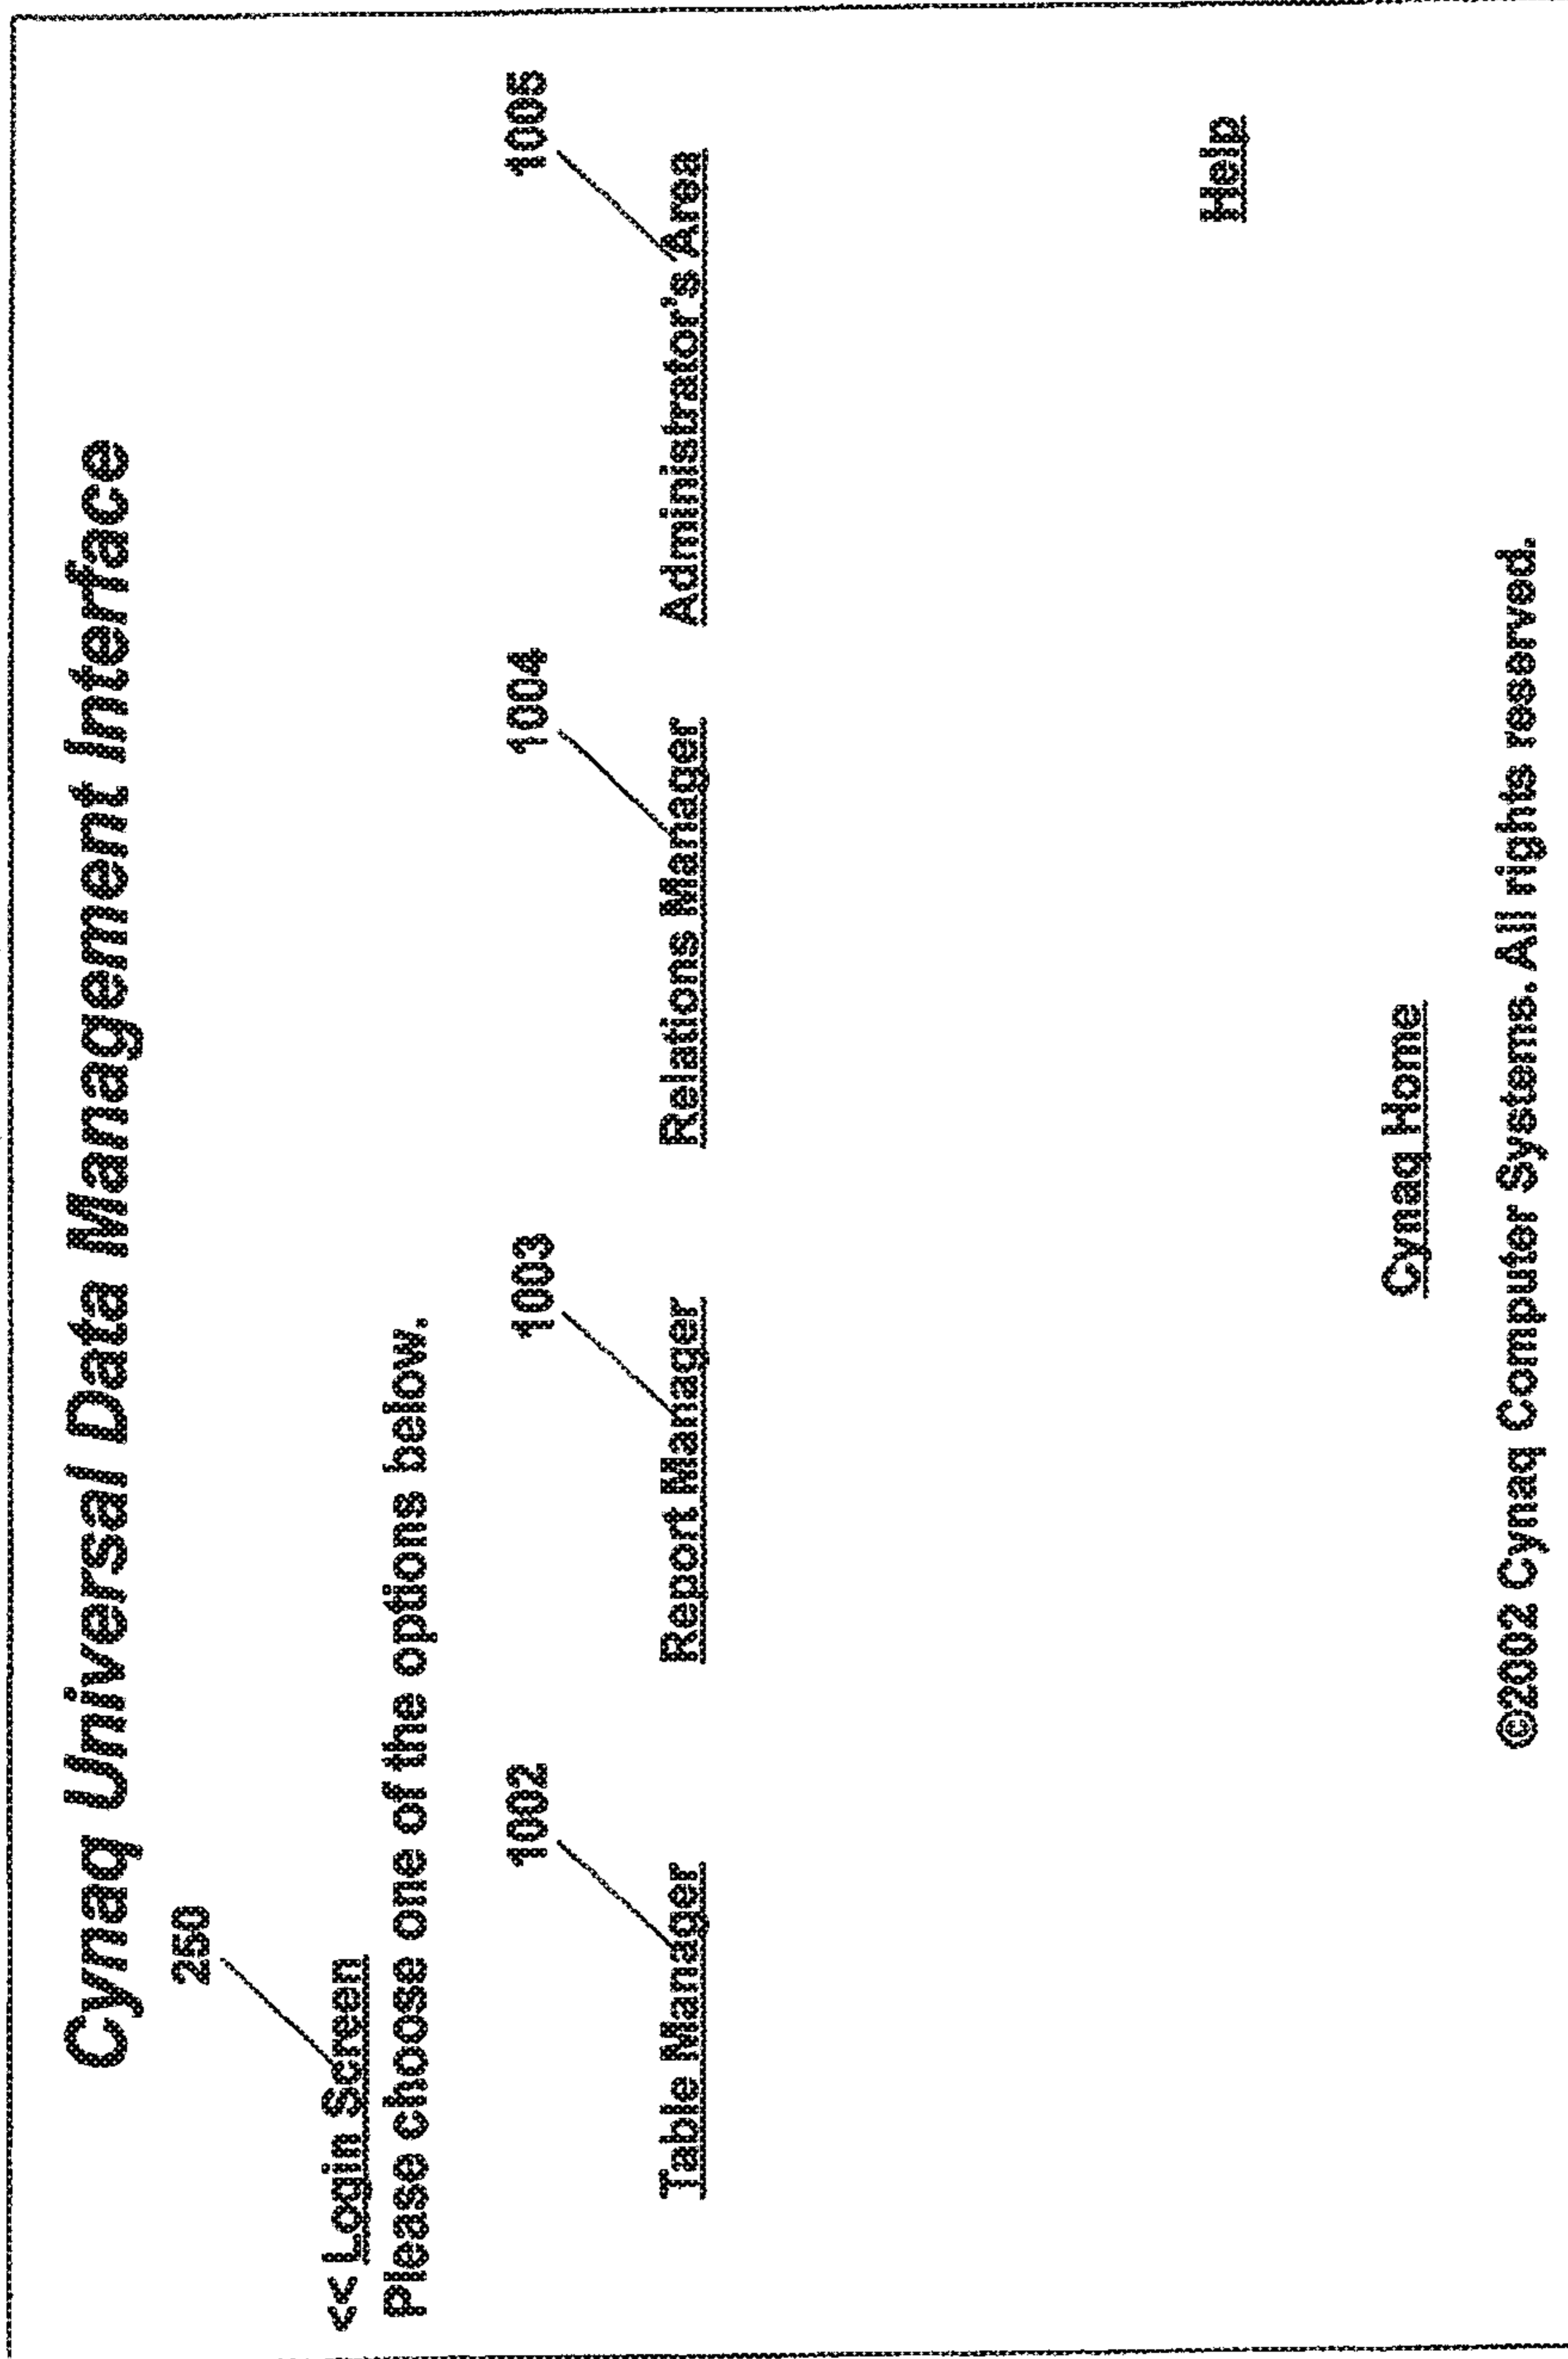 Cynaq Universal Data Management Interface
250
<< Login Screen
Please choose one of the options below.
1002 1003 1004 1005
Table Manager Report Manager Relations Manager Administrator's Area
Help
Cynaq Home
©2002 Cynaq Computer Systems. All rights reserved.